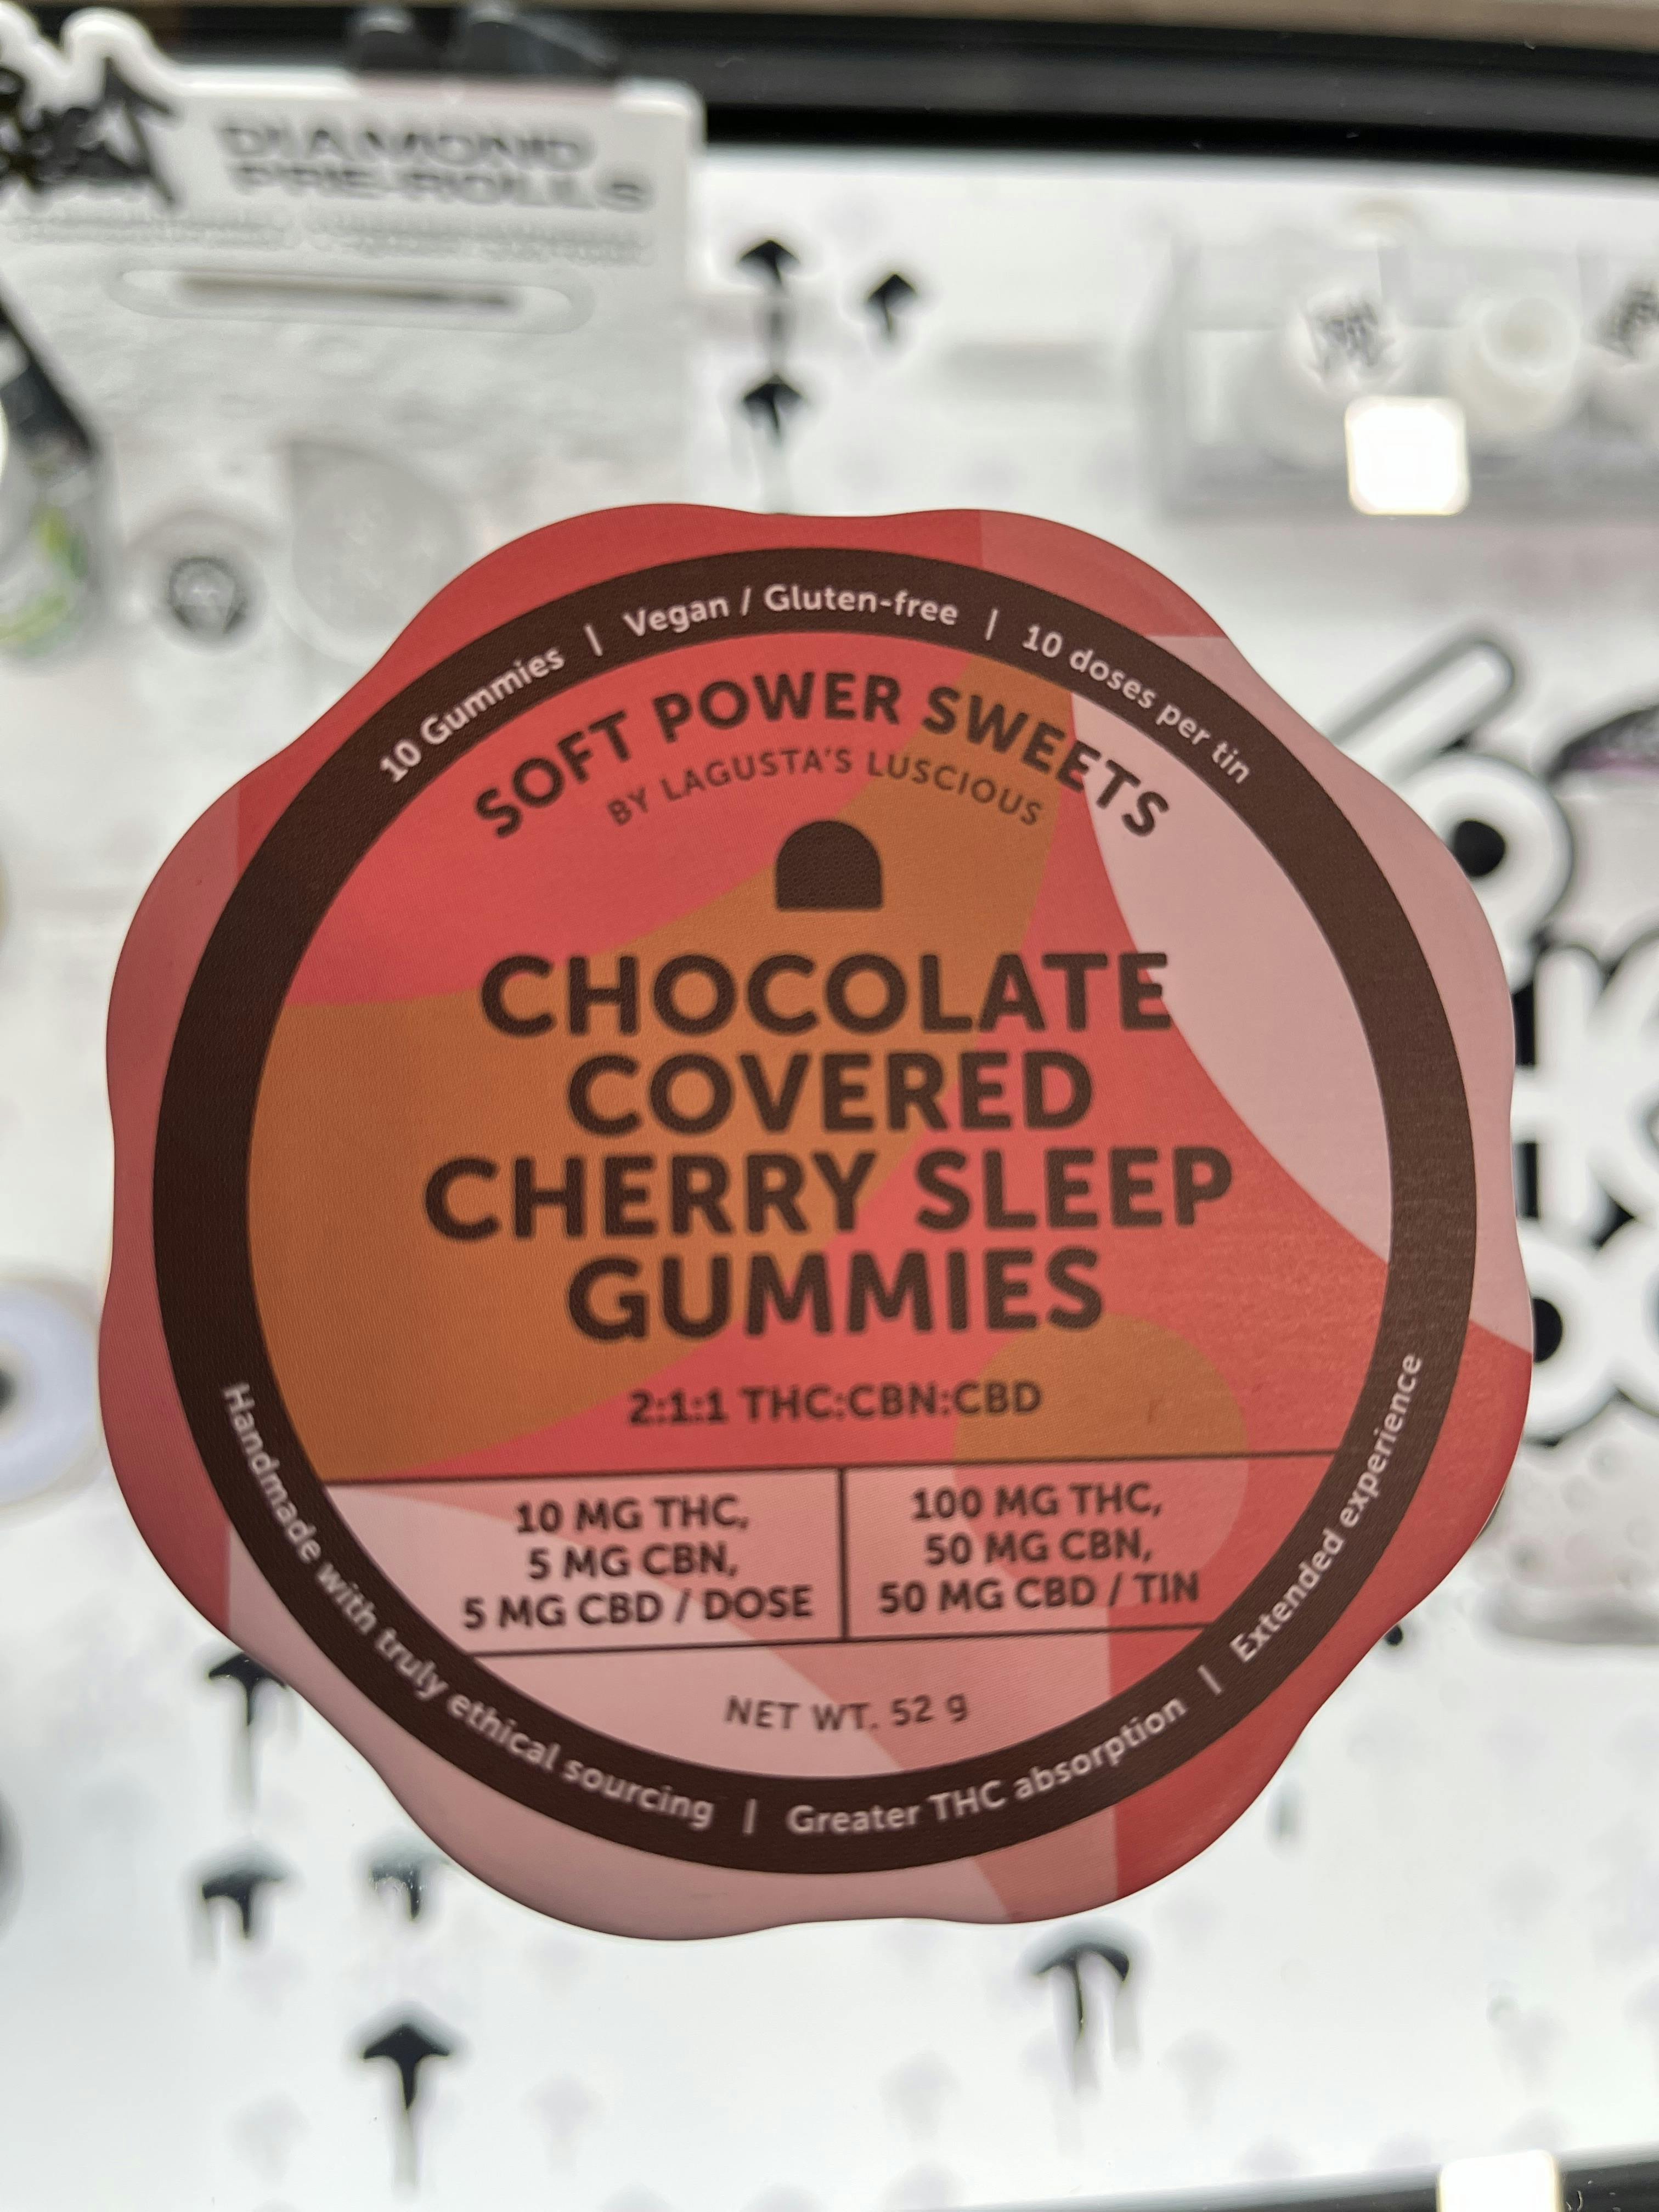 DIAMOND
PRE-ROLLS
10 Gummies | Vegan / Gluten-free | 10 doses per tin
SOFT POWER SWEETS
BY LAGUSTA'S LUSCIOUS
CHOCOLATE
COVERED
CHERRY SLEEP
GUMMIES
2:1:1 THC:CBN:CBD
10 MG THC,
5 MG CBN,
5 MG CBD / DOSE
100 MG THC,
50 MG CBN,
50 MG CBD / TIN
NET WT. 52 g
Handmade with truly ethical sourcing | Greater THC absorption | Extended experience